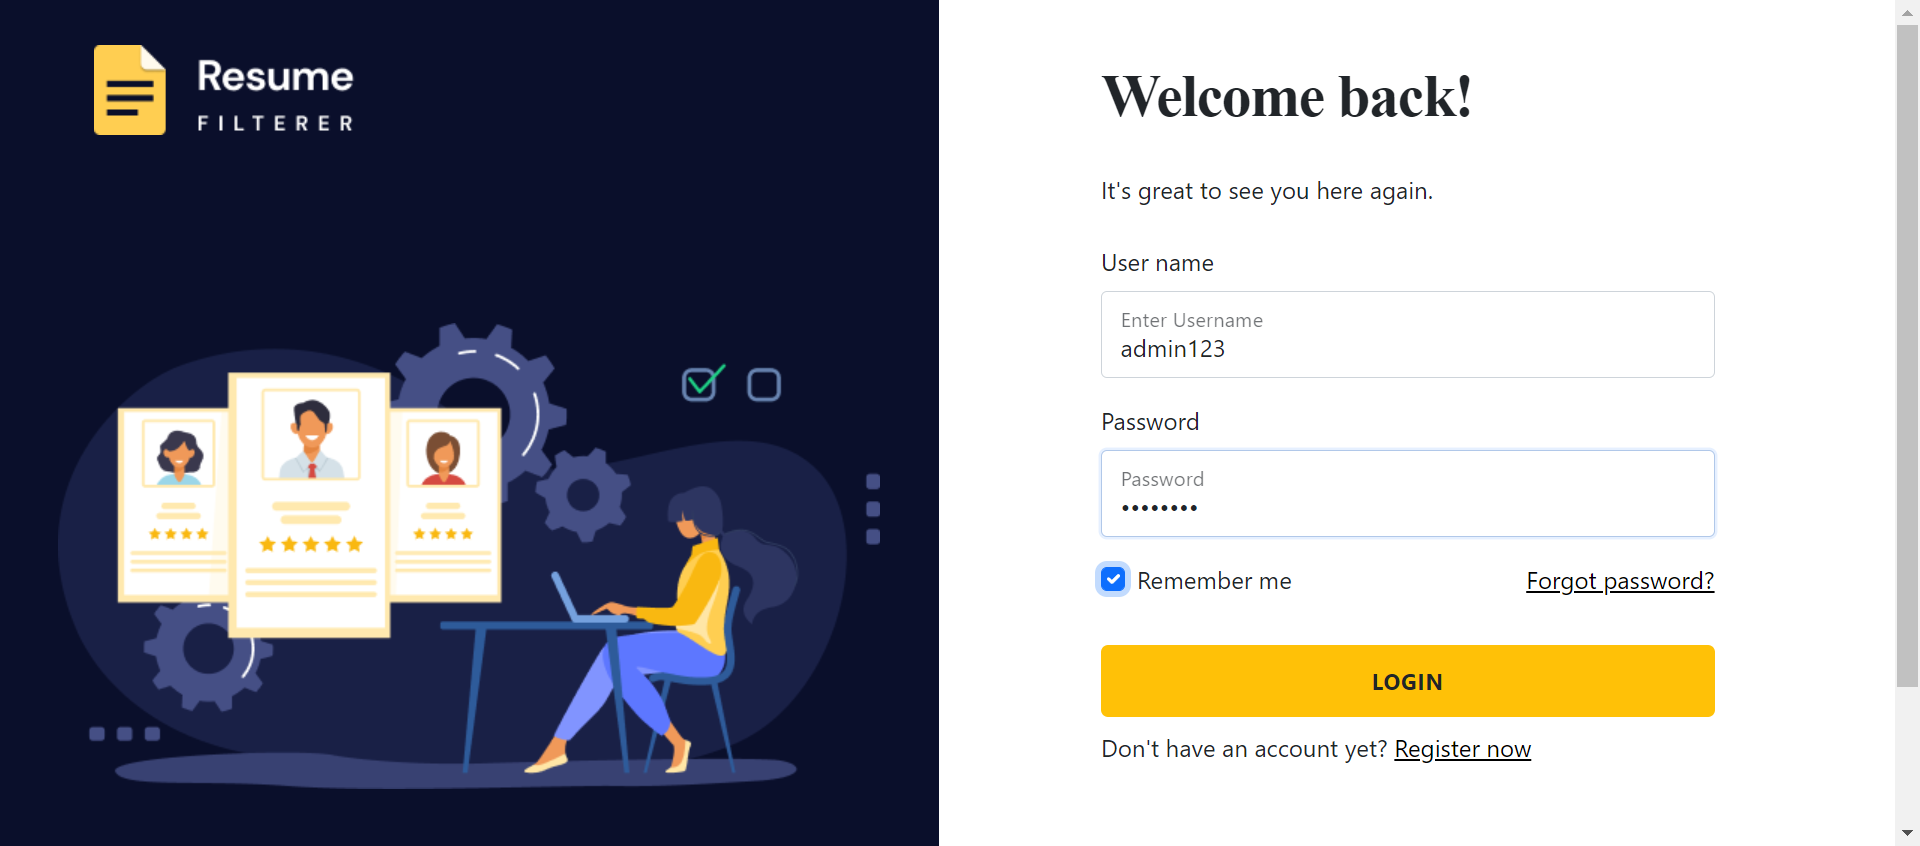 Resume
FILTERER
Welcome back!
It's great to see you here again.
User name
Enter Username
admin123
Password
Password
••••••••
Remember me
Forgot password?
LOGIN
Don't have an account yet? Register now